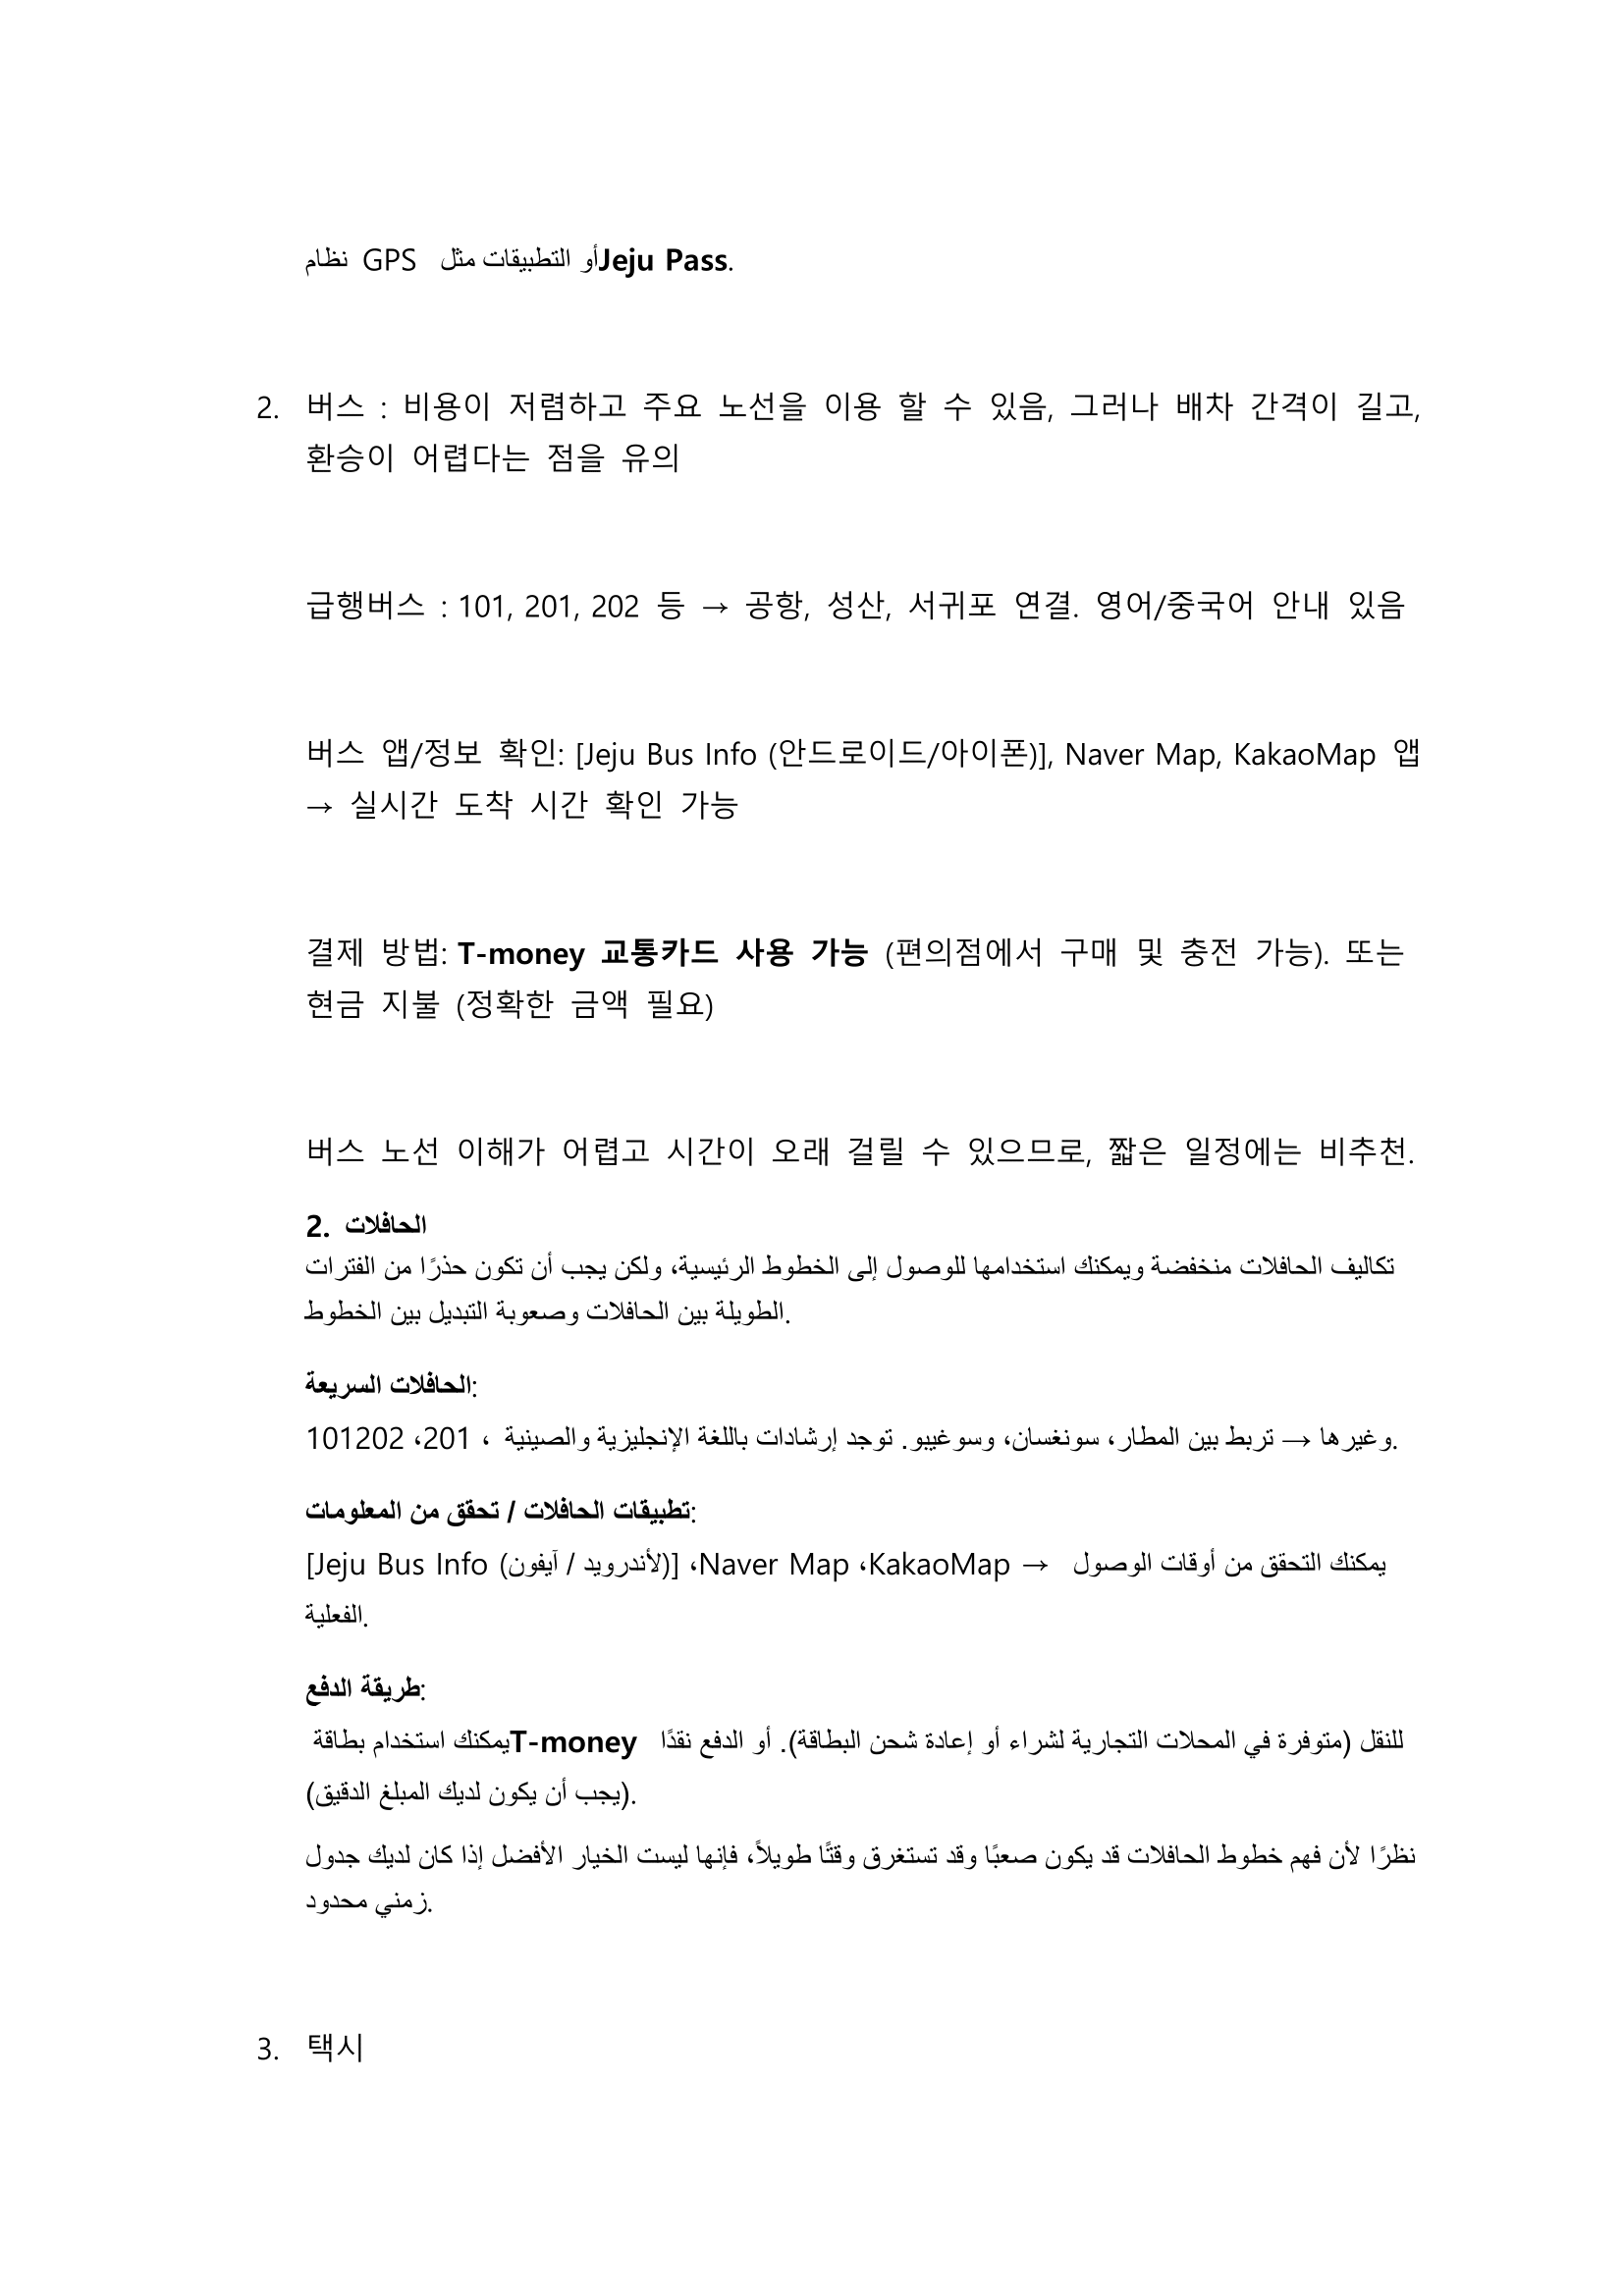 نظام GPS أو التطبيقات مثل Jeju Pass.
2. 버스 : 비용이 저렴하고 주요 노선을 이용 할 수 있음, 그러나 배차 간격이 길고,
환승이 어렵다는 점을 유의
급행버스 : 101, 201, 202 등 → 공항, 성산, 서귀포 연결. 영어/중국어 안내 있음
버스 앱/정보 확인: [Jeju Bus Info (안드로이드/아이폰)], Naver Map, KakaoMap 앱
→ 실시간 도착 시간 확인 가능
결제 방법: T-money 교통카드 사용 가능 (편의점에서 구매 및 충전 가능). 또는
현금 지불 (정확한 금액 필요)
버스 노선 이해가 어렵고 시간이 오래 걸릴 수 있으므로, 짧은 일정에는 비추천.
2. الحافلات
تكاليف الحافلات منخفضة ويمكنك استخدامها للوصول إلى الخطوط الرئيسية، ولكن يجب أن تكون حذرًا من الفترات
الطويلة بين الحافلات وصعوبة التبديل بين الخطوط.
الحافلات السريعة:
101، 201، 202 وغيرها → تربط بين المطار، سونغسان، وسوغيبو. توجد إرشادات باللغة الإنجليزية والصينية.
تطبيقات الحافلات / تحقق من المعلومات:
[Jeju Bus Info (لأندرويد / آيفون)]، Naver Map، KakaoMap → يمكنك التحقق من أوقات الوصول
الفعلية.
طريقة الدفع:
يمكنك استخدام بطاقة T-money للنقل (متوفرة في المحلات التجارية لشراء أو إعادة شحن البطاقة). أو الدفع نقدًا
(يجب أن يكون لديك المبلغ الدقيق).
نظرًا لأن فهم خطوط الحافلات قد يكون صعبًا وقد تستغرق وقتًا طويلاً، فإنها ليست الخيار الأفضل إذا كان لديك جدول
زمني محدود.
3. 택시